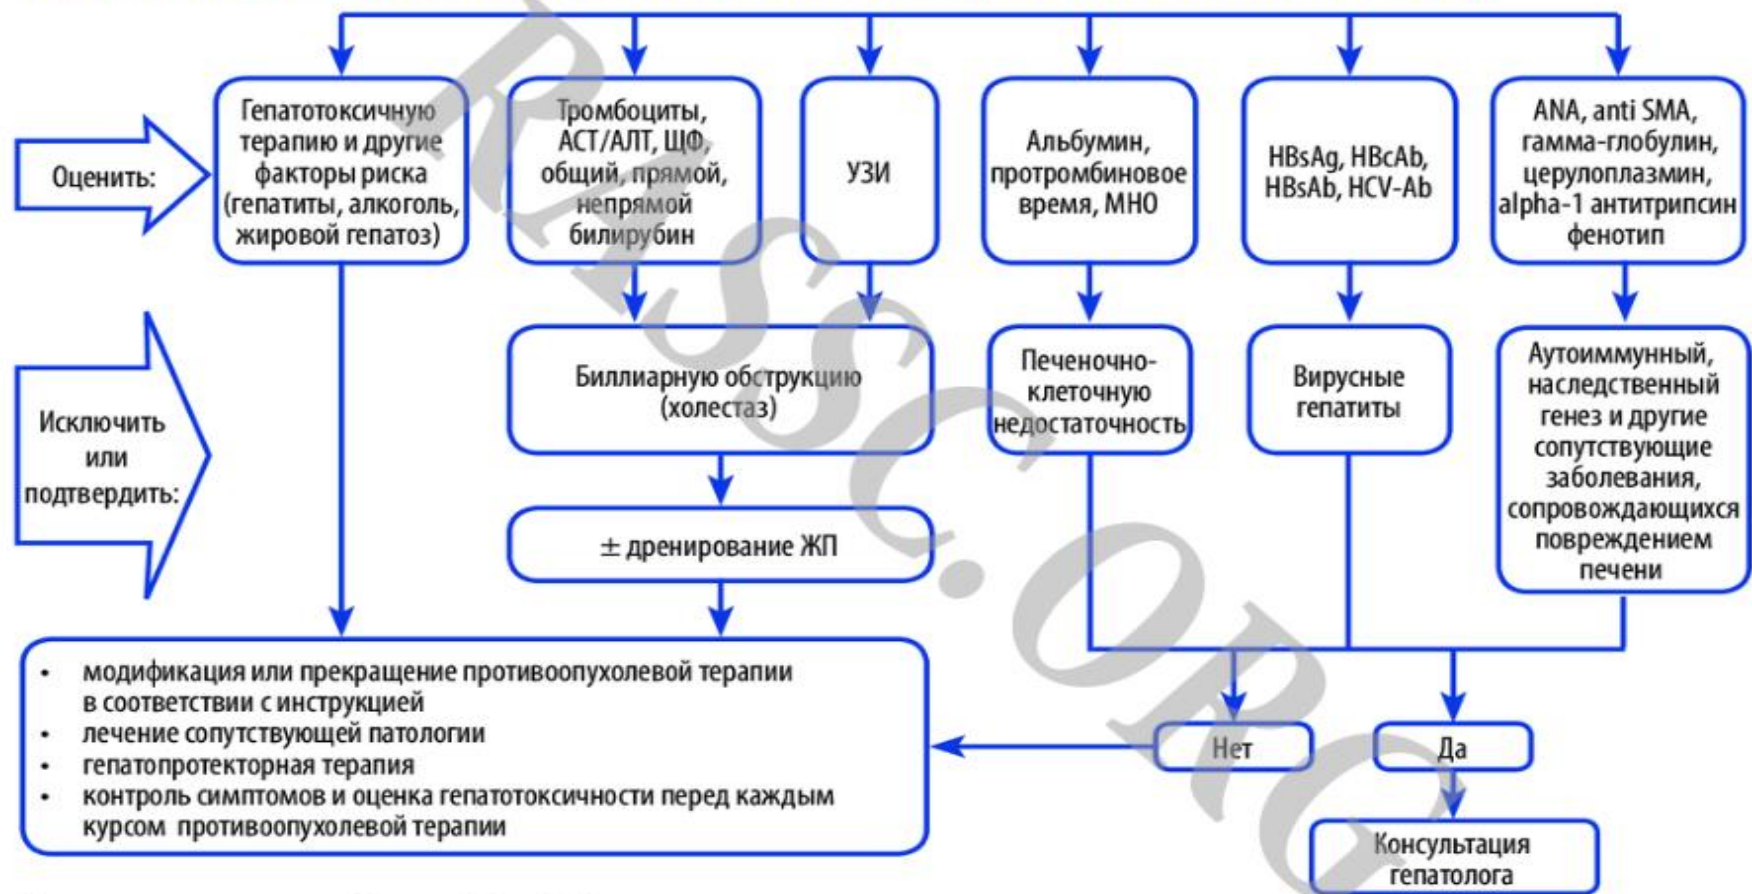 Оценить:
Гепатотоксичную
терапию и другие
факторы риска
(гепатиты, алкоголь,
жировой гепатоз)
Тромбоциты,
АСТ/АЛТ, ЩФ,
общий, прямой,
непрямой
билирубин
УЗИ
Альбумин,
протромбиновое
время, МНО
HBsAg, HBcAb,
HBsAb, HCV-Ab
ANA, anti SMA,
гамма-глобулин,
церулоплазмин,
alpha-1 антитрипсин
фенотип
Исключить
или
подтвердить:
Биллиарную обструкцию
(холестаз)
Печеночно-
клеточную
недостаточность
Вирусные
гепатиты
Аутоиммунный,
наследственный
генез и другие
сопутствующие
заболевания,
сопровождающихся
повреждением
печени
± дренирование ЖП
• модификация или прекращение противоопухолевой терапии
в соответствии с инструкцией
• лечение сопутствующей патологии
• гепатопротекторная терапия
• контроль симптомов и оценка гепатотоксичности перед каждым
курсом противоопухолевой терапии
Нет
Да
Консультация
гепатолога
RASSC.ORG